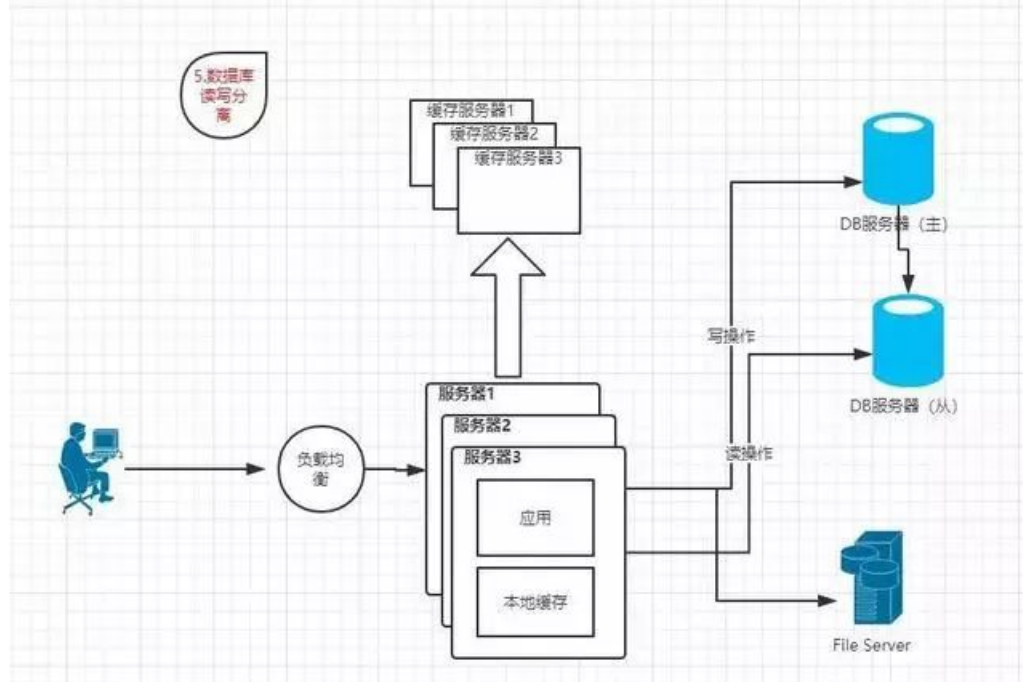 5.数据库
读写分
离
缓存服务器1
缓存服务器2
缓存服务器3
DB服务器（主）
写操作
DB服务器（从）
服务器1
服务器2
服务器3
读操作
负载均
衡
应用
本地缓存
File Server